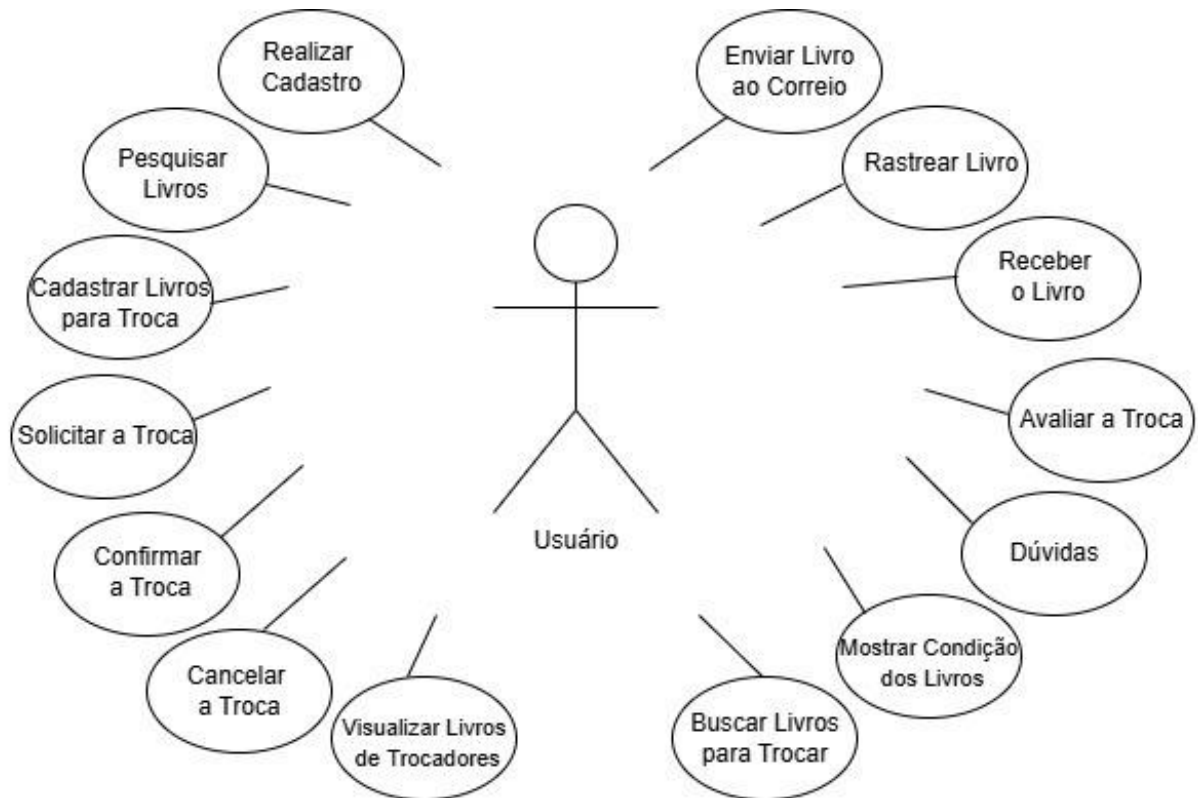 Realizar
Cadastro
Pesquisar
Livros
Cadastrar Livros
para Troca
Solicitar a Troca
Confirmar
a Troca
Cancelar
a Troca
Visualizar Livros
de Trocadores
Usuário
Enviar Livro
ao Correio
Rastrear Livro
Receber
o Livro
Avaliar a Troca
Dúvidas
Mostrar Condição
dos Livros
Buscar Livros
para Trocar